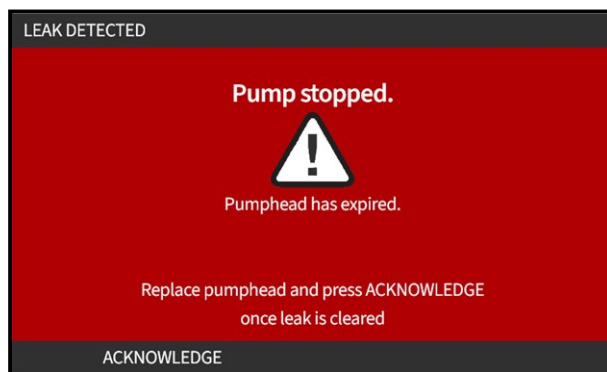 LEAK DETECTED
Pump stopped.
!
Pumphead has expired.
Replace pumphead and press ACKNOWLEDGE
once leak is cleared
ACKNOWLEDGE